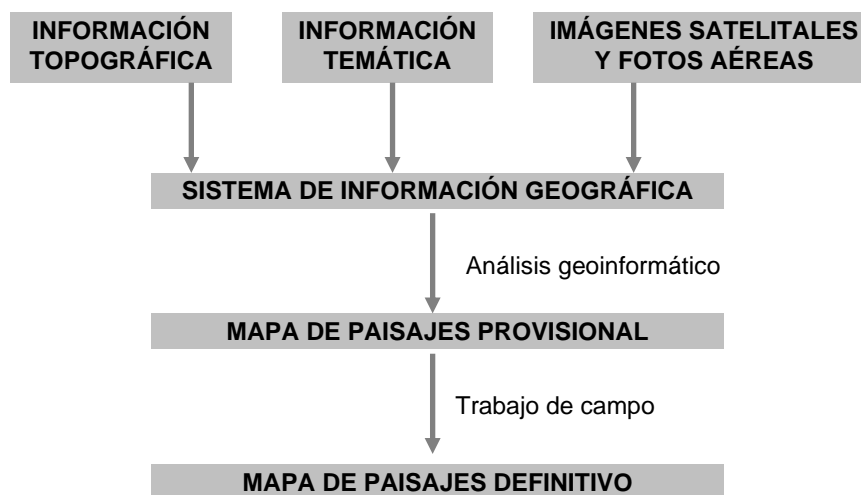 INFORMACIÓN
TOPOGRÁFICA
INFORMACIÓN
TEMÁTICA
IMÁGENES SATELITALES
Y FOTOS AÉREAS
SISTEMA DE INFORMACIÓN GEOGRÁFICA
Análisis geoinformático
MAPA DE PAISAJES PROVISIONAL
Trabajo de campo
MAPA DE PAISAJES DEFINITIVO